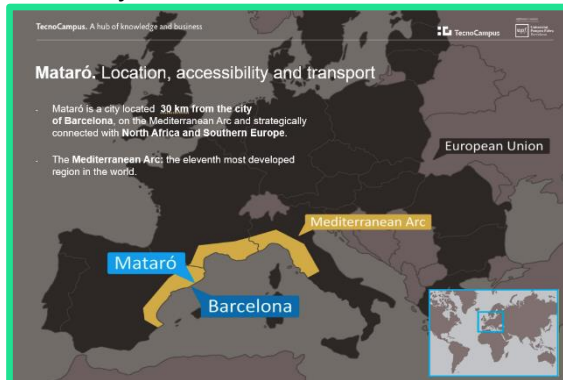 TecnoCampus. A hub of knowledge and business
TecnoCampus
upf.
Mataró. Location, accessibility and transport
- Mataró is a city located 30 km from the city
of Barcelona, on the Mediterranean Arc and strategically
connected with North Africa and Southern Europe.
- The Mediterranean Arc: the eleventh most developed
region in the world.
European Union
Mediterranean Arc
Mataró
Barcelona